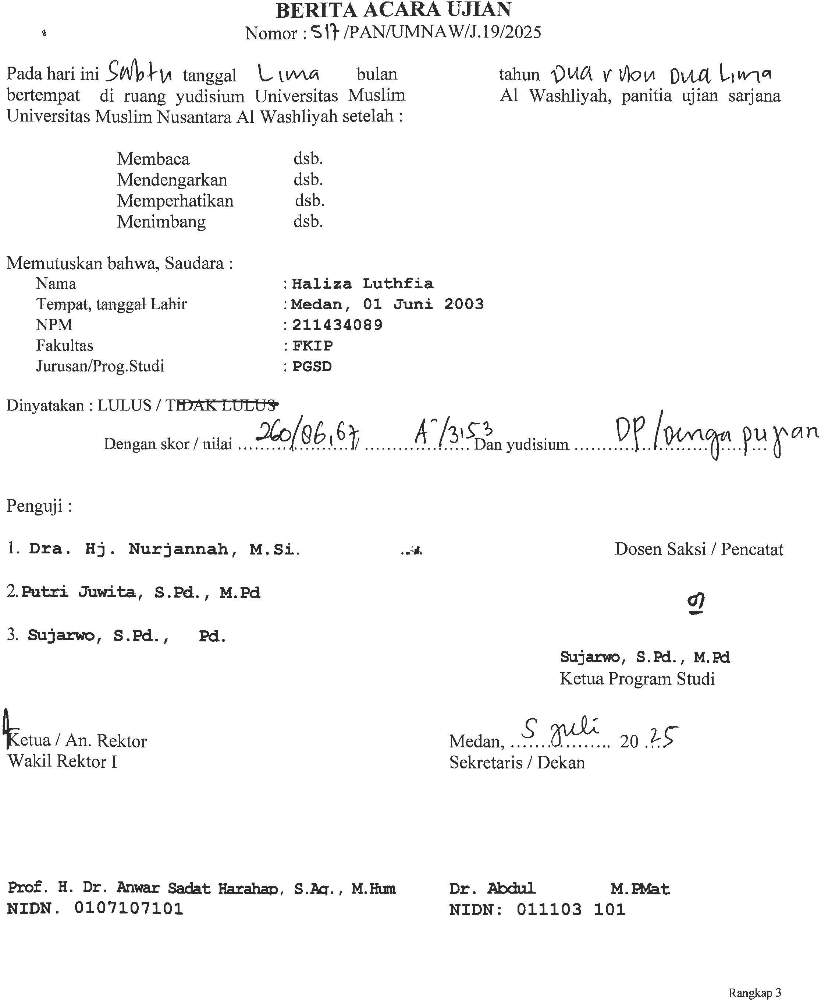 BERITA ACARA UJIAN
Nomor : 517 /PAN/UMNAW/J.19/2025
Pada hari ini Sabtu tanggal Lima bulan tahun Dua ribu Dua Lima
bertempat di ruang yudisium Universitas Muslim Al Washliyah, panitia ujian sarjana
Universitas Muslim Nusantara Al Washliyah setelah :
Membaca dsb.
Mendengarkan dsb.
Memperhatikan dsb.
Menimbang dsb.
Memutuskan bahwa, Saudara :
Nama : Haliza Luthfia
Tempat, tanggal Lahir : Medan, 01 Juni 2003
NPM : 211434089
Fakultas : FKIP
Jurusan/Prog.Studi : PGSD
Dinyatakan : LULUS / TIDAK LULUS
Dengan skor / nilai 260/86,67 / A-/3,53 Dan yudisium DP/Denga pujian
Penguji :
1. Dra. Hj. Nurjannah, M.Si. Dosen Saksi / Pencatat
2. Putri Juwita, S.Pd., M.Pd
3. Sujarwo, S.Pd., Pd.
Sujarwo, S.Pd., M.Pd
Ketua Program Studi
Ketua / An. Rektor Medan, 5 Juli 20 25
Wakil Rektor I Sekretaris / Dekan
Prof. H. Dr. Anwar Sadat Harahap, S.Ag., M.Hum Dr. Abdul M.PMat
NIDN. 0107107101 NIDN: 011103 101
Rangkap 3